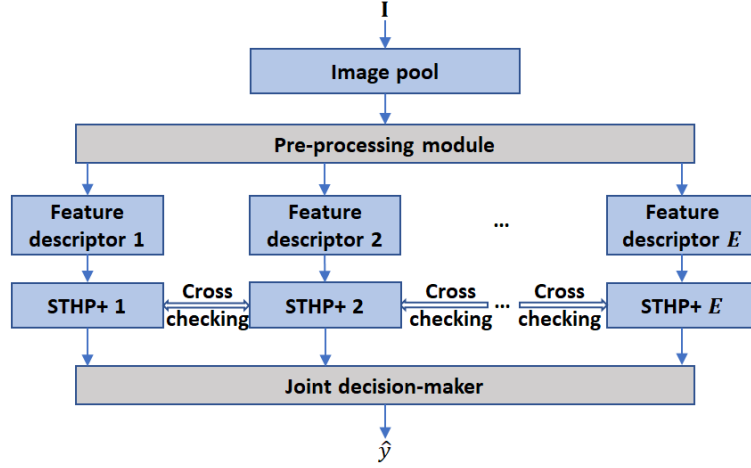 I
Image pool
Pre-processing module
Feature
descriptor 1
Feature
descriptor 2
...
Feature
descriptor E
STHP+ 1
Cross
checking
STHP+ 2
Cross
checking
...
Cross
checking
STHP+ E
Joint decision-maker
ŷ